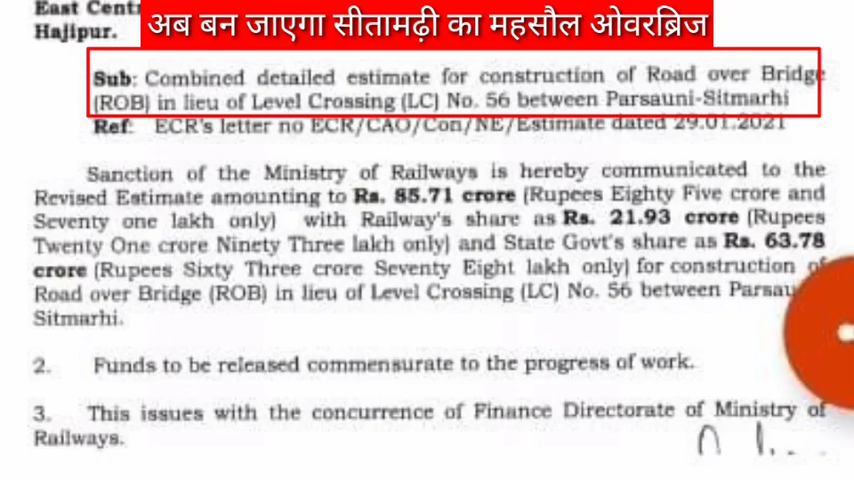 East Cent
Hajipur.
अब बन जाएगा सीतामढ़ी का महसौल ओवरब्रिज
Sub: Combined detailed estimate for construction of Road over Bridge
(ROB) in lieu of Level Crossing (LC) No. 56 between Parsauni-Sitmarhi
Ref: ECR's letter no ECR/CAO/Con/NE/Estimate dated 29.01.2021
Sanction of the Ministry of Railways is hereby communicated to the
Revised Estimate amounting to Rs. 85.71 crore (Rupees Eighty Five crore and
Seventy one lakh only) with Railway's share as Rs. 21.93 crore (Rupees
Twenty One crore Ninety Three lakh only) and State Govt's share as Rs. 63.78
crore (Rupees Sixty Three crore Seventy Eight lakh only) for construction of
Road over Bridge (ROB) in lieu of Level Crossing (LC) No. 56 between Parsau
Sitmarhi.
2. Funds to be released commensurate to the progress of work.
3. This issues with the concurrence of Finance Directorate of Ministry of
Railways.